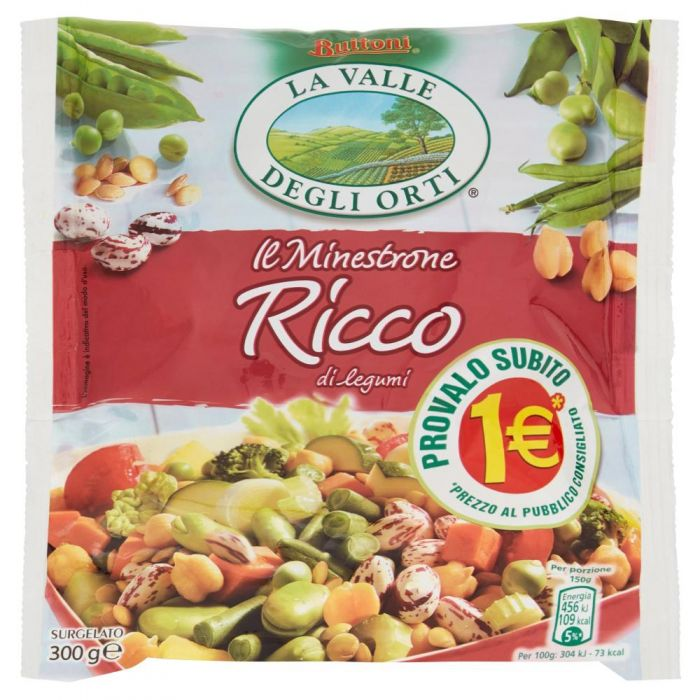 Buitoni
LA VALLE
DEGLI ORTI ®
Il Minestrone
Ricco
di legumi
L'immagine è indicativa del modo d'uso
PROVALO SUBITO
1€*
*PREZZO AL PUBBLICO CONSIGLIATO
Per porzione
150g
Energia
456 kJ
109 kcal
5%*
Per 100g: 304 kJ - 73 kcal
SURGELATO
300 g e